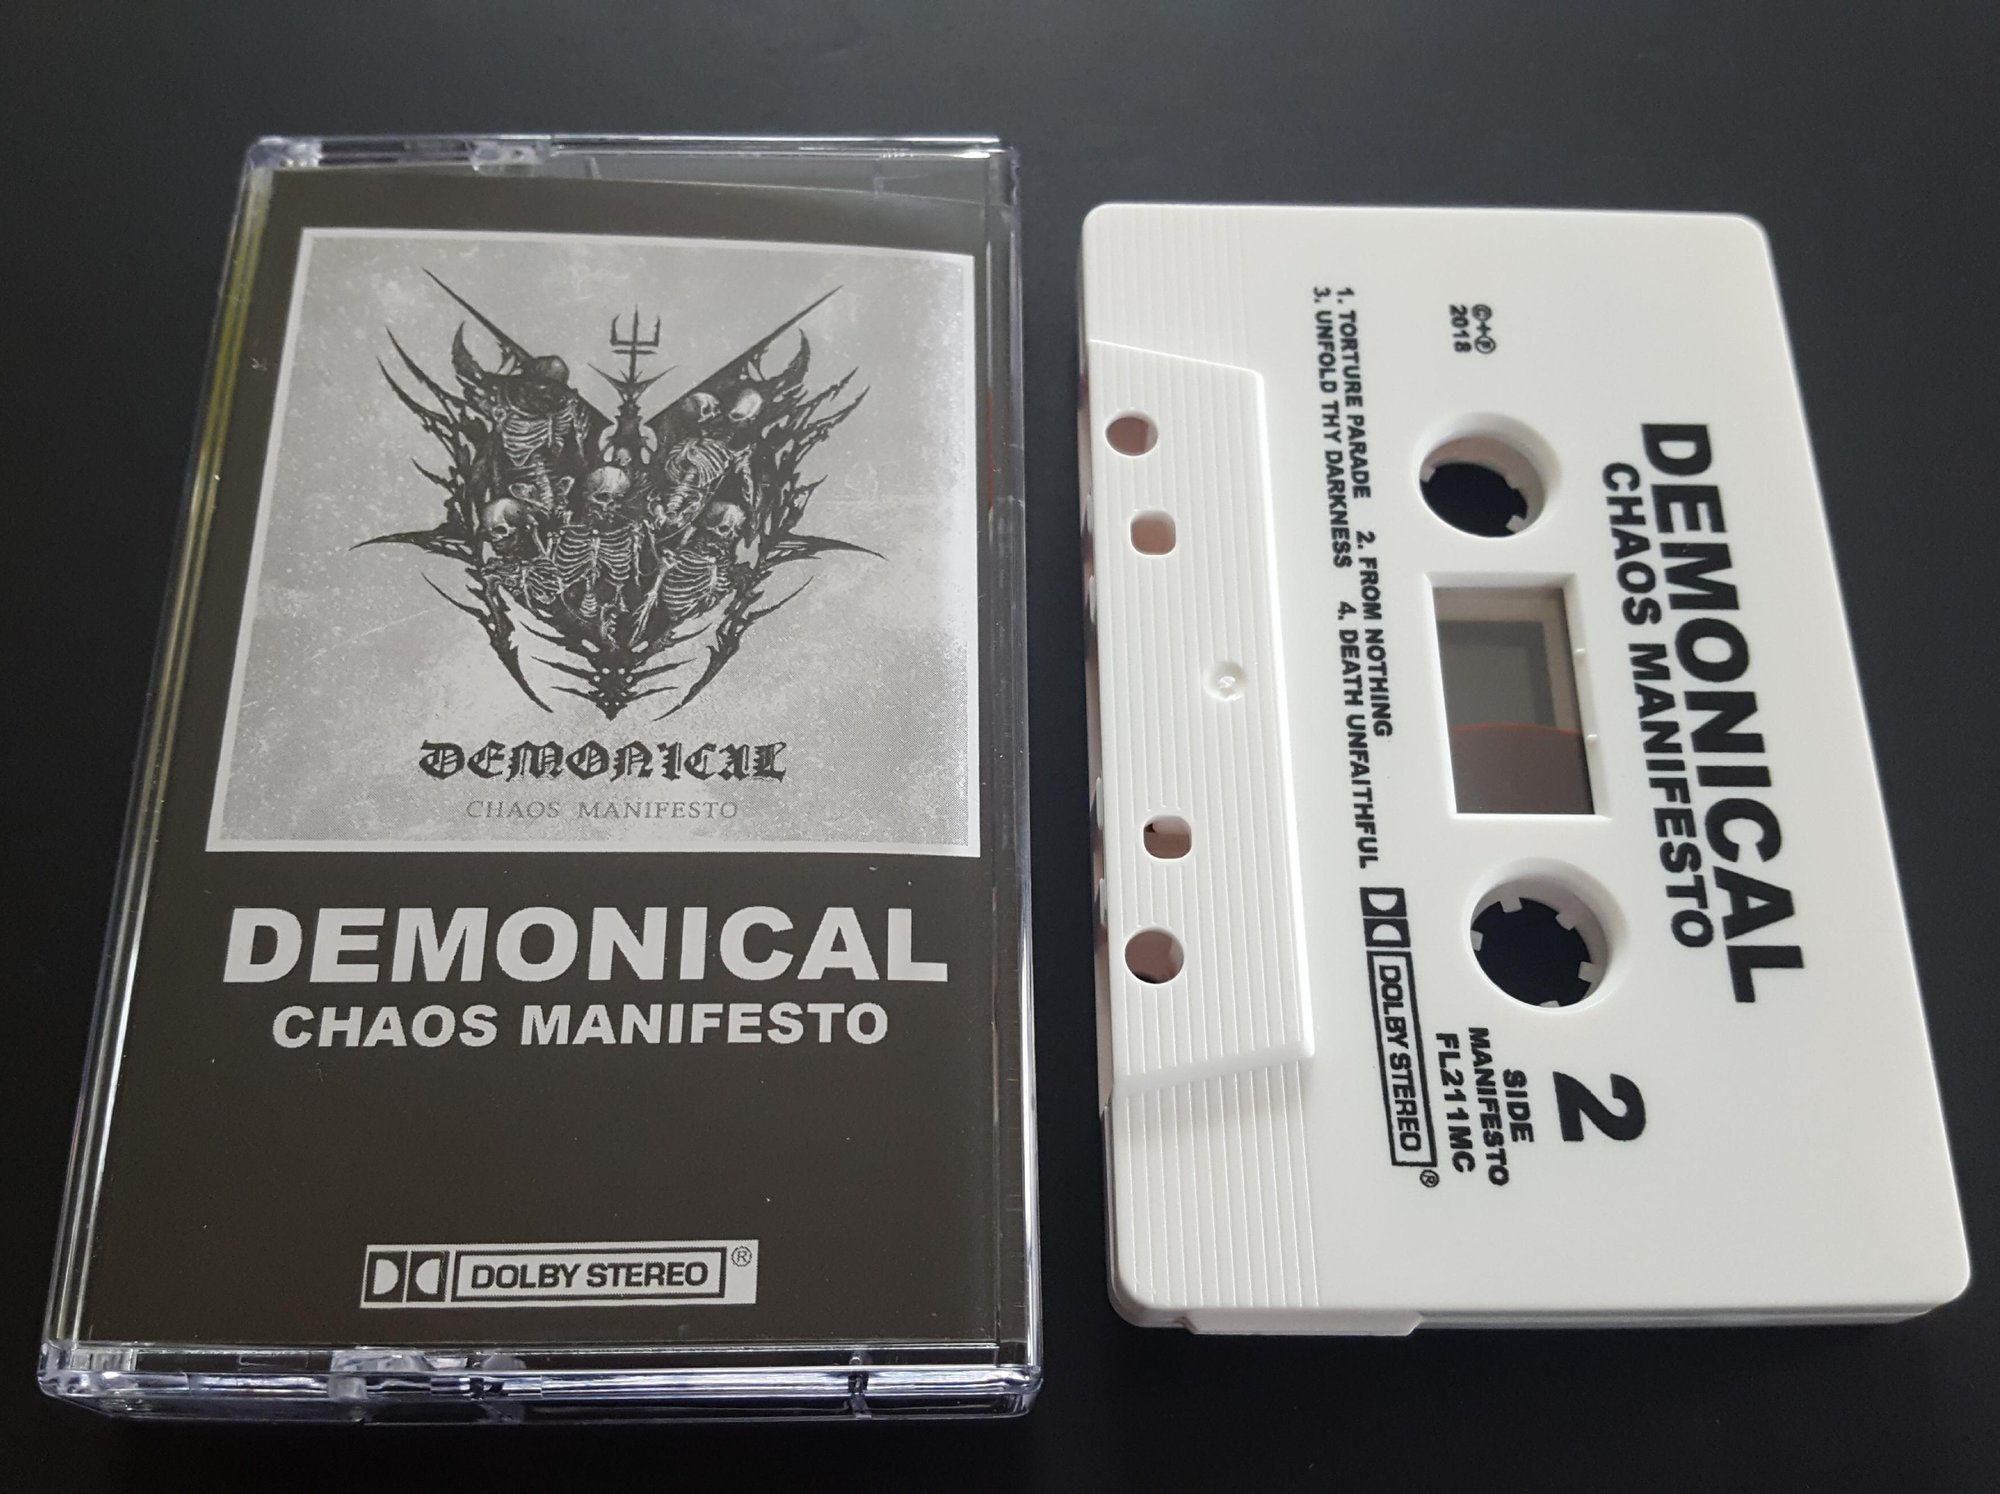 DEMONICAL
CHAOS MANIFESTO
DEMONICAL
CHAOS MANIFESTO
DOLBY STEREO ®
DEMONICAL
CHAOS MANIFESTO
©+℗
2018
2
SIDE
MANIFESTO
FL211MC
1. TORTURE PARADE 2. FROM NOTHING
3. UNFOLD THY DARKNESS 4. DEATH UNFAITHFUL
DOLBY STEREO ®